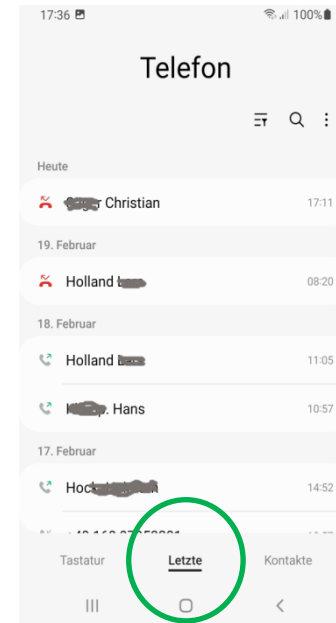 17:36 100%
Telefon
Heute
Christian 17:11
19. Februar
Holland 08:20
18. Februar
Holland 11:05
Hans 10:57
17. Februar
14:52
Tastatur Letzte Kontakte